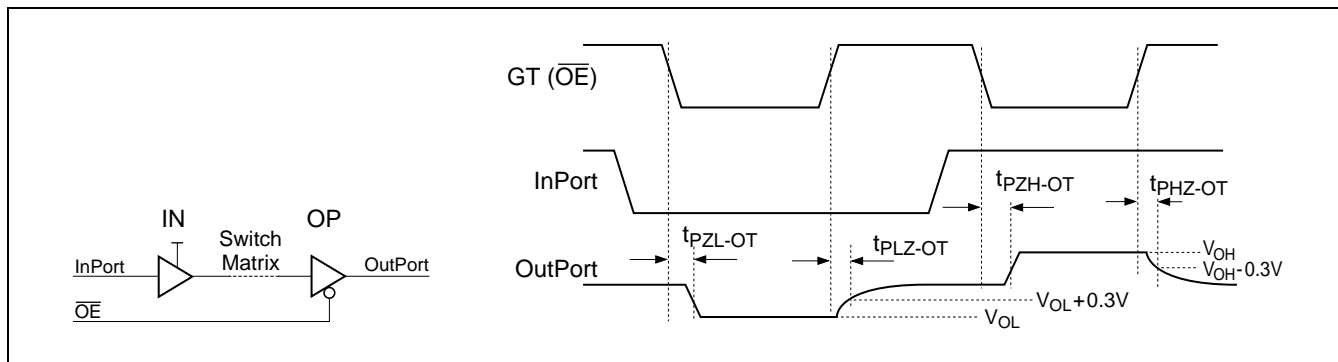 GT (OE)
InPort
OutPort
tPZL-OT
tPLZ-OT
tPZH-OT
tPHZ-OT
VOH
VOH-0.3V
VOL+0.3V
VOL
IN
OP
Switch
Matrix
InPort
OutPort
OE